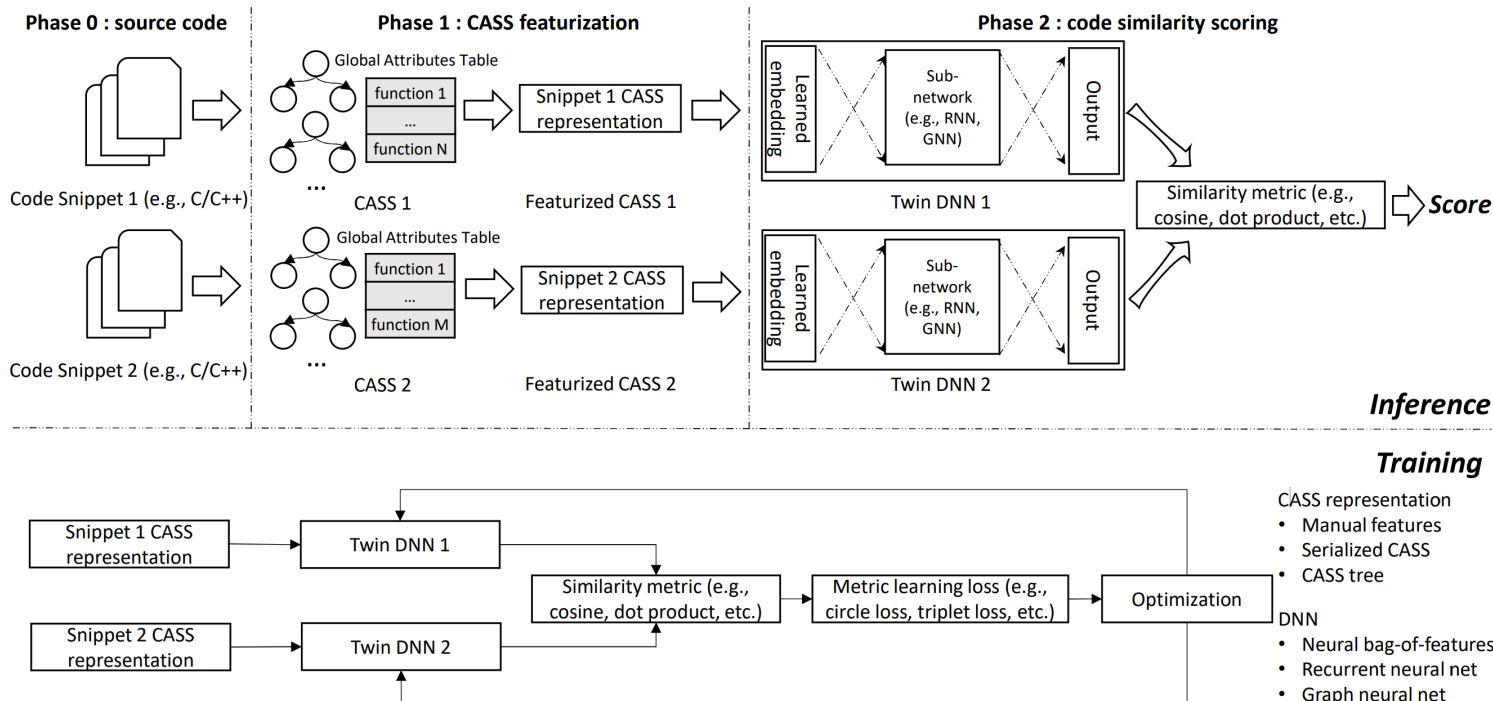 Phase 0 : source code
Phase 1 : CASS featurization
Phase 2 : code similarity scoring
Code Snippet 1 (e.g., C/C++)
Global Attributes Table
function 1
...
function N
...
CASS 1
Snippet 1 CASS
representation
Featurized CASS 1
Learned
embedding
Sub-
network
(e.g., RNN,
GNN)
Output
Twin DNN 1
Code Snippet 2 (e.g., C/C++)
Global Attributes Table
function 1
...
function M
...
CASS 2
Snippet 2 CASS
representation
Featurized CASS 2
Learned
embedding
Sub-
network
(e.g., RNN,
GNN)
Output
Twin DNN 2
Similarity metric (e.g.,
cosine, dot product, etc.)
Score
Inference
Training
Snippet 1 CASS
representation
Twin DNN 1
Snippet 2 CASS
representation
Twin DNN 2
Similarity metric (e.g.,
cosine, dot product, etc.)
Metric learning loss (e.g.,
circle loss, triplet loss, etc.)
Optimization
CASS representation
• Manual features
• Serialized CASS
• CASS tree
DNN
• Neural bag-of-features
• Recurrent neural net
• Graph neural net